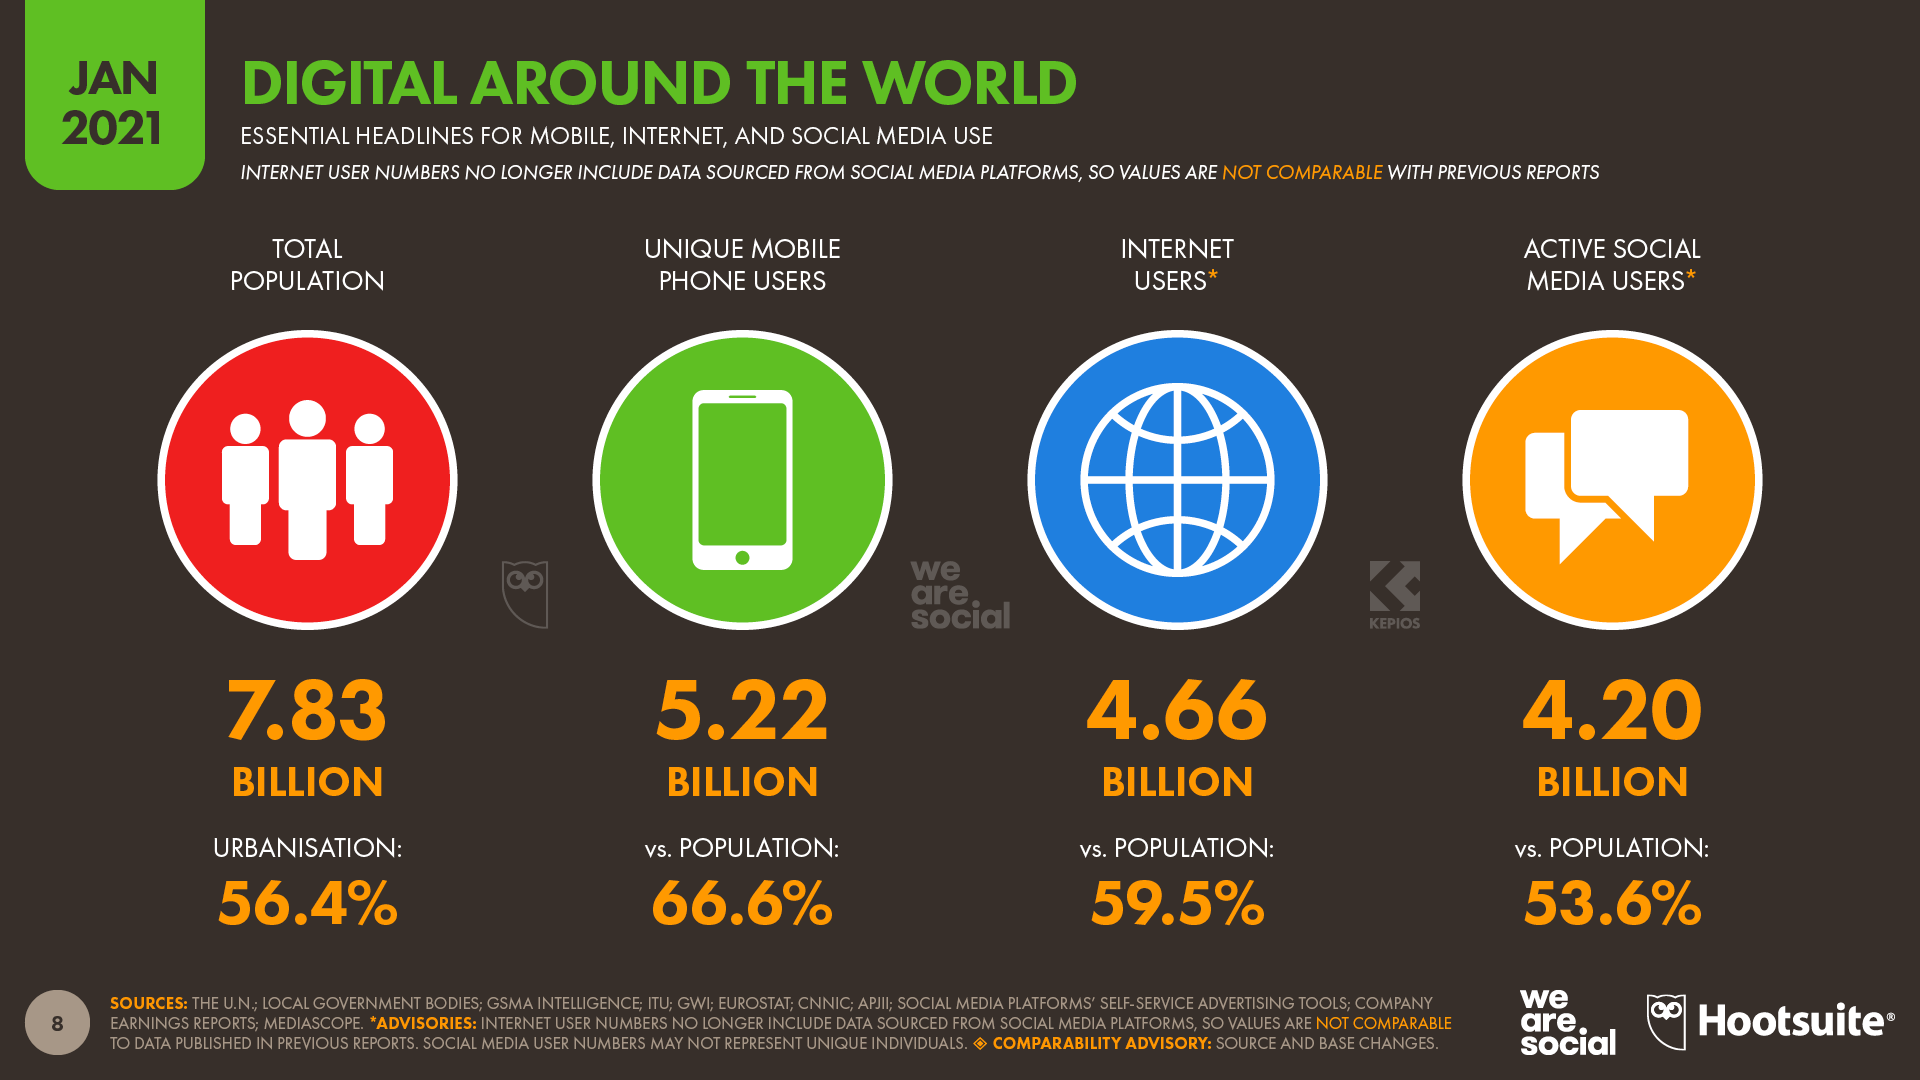 JAN
2021
DIGITAL AROUND THE WORLD
ESSENTIAL HEADLINES FOR MOBILE, INTERNET, AND SOCIAL MEDIA USE
INTERNET USER NUMBERS NO LONGER INCLUDE DATA SOURCED FROM SOCIAL MEDIA PLATFORMS, SO VALUES ARE NOT COMPARABLE WITH PREVIOUS REPORTS
TOTAL
POPULATION
7.83
BILLION
URBANISATION:
56.4%
UNIQUE MOBILE
PHONE USERS
5.22
BILLION
vs. POPULATION:
66.6%
INTERNET
USERS*
4.66
BILLION
vs. POPULATION:
59.5%
ACTIVE SOCIAL
MEDIA USERS*
4.20
BILLION
vs. POPULATION:
53.6%
we
are
social
KEPIOS
8
SOURCES: THE U.N.; LOCAL GOVERNMENT BODIES; GSMA INTELLIGENCE; ITU; GWI; EUROSTAT; CNNIC; APJII; SOCIAL MEDIA PLATFORMS' SELF-SERVICE ADVERTISING TOOLS; COMPANY
EARNINGS REPORTS; MEDIASCOPE. *ADVISORIES: INTERNET USER NUMBERS NO LONGER INCLUDE DATA SOURCED FROM SOCIAL MEDIA PLATFORMS, SO VALUES ARE NOT COMPARABLE
TO DATA PUBLISHED IN PREVIOUS REPORTS. SOCIAL MEDIA USER NUMBERS MAY NOT REPRESENT UNIQUE INDIVIDUALS. ◈ COMPARABILITY ADVISORY: SOURCE AND BASE CHANGES.
we
are
social
Hootsuite®